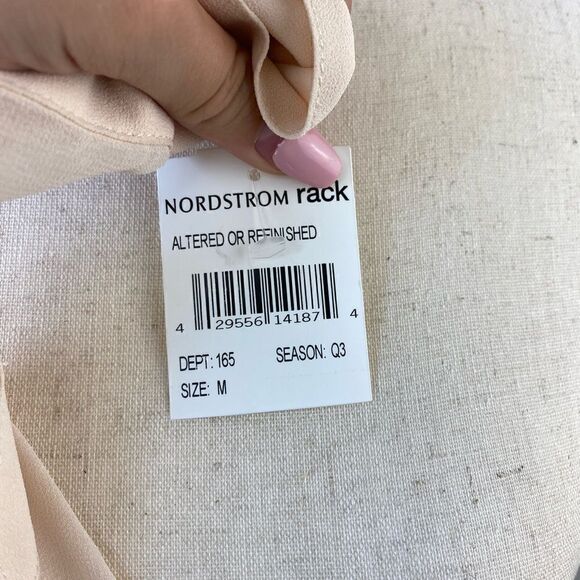 NORDSTROM rack
ALTERED OR REFINISHED
4 29556 14187 4
DEPT: 165 SEASON: Q3
SIZE: M